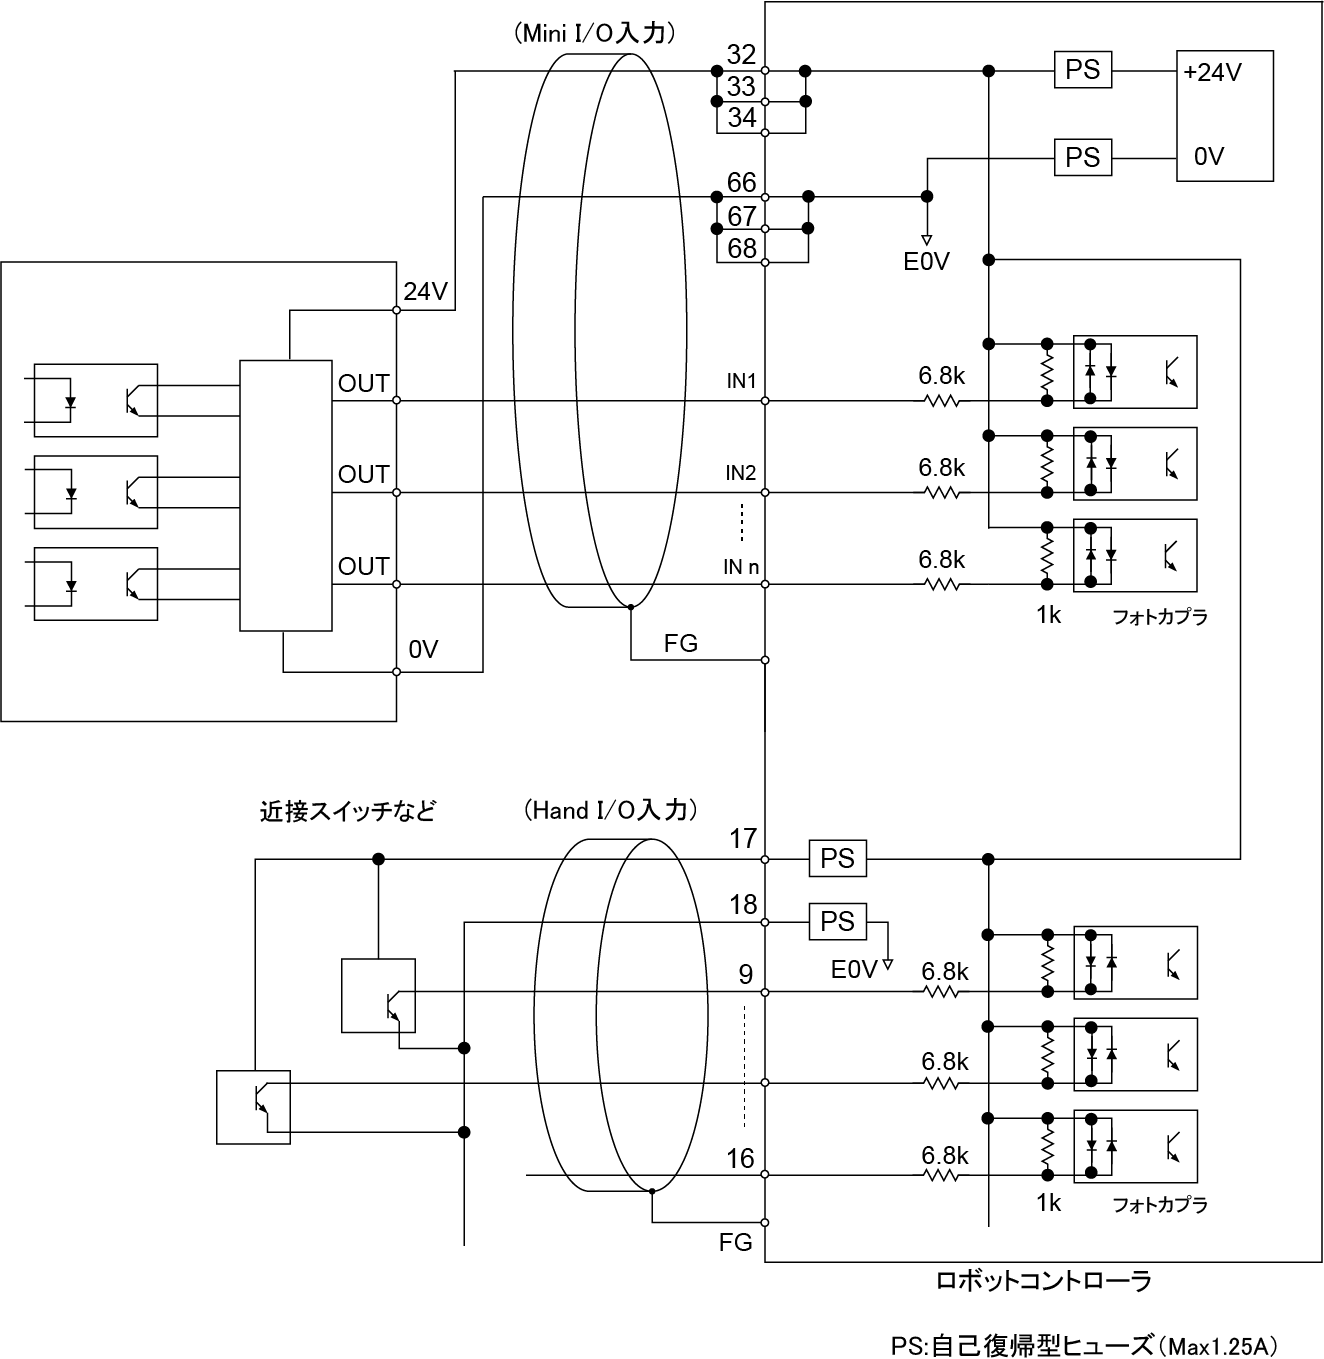 (Mini I/O入力)
32
33
34
PS
+24V
PS
0V
66
67
68
E0V
24V
OUT
IN1
6.8k
OUT
IN2
6.8k
OUT
IN n
6.8k
1k
フォトカプラ
0V
FG
近接スイッチなど
(Hand I/O入力)
17
PS
18
PS
E0V
9
6.8k
6.8k
16
6.8k
1k
フォトカプラ
FG
ロボットコントローラ
PS:自己復帰型ヒューズ(Max1.25A)